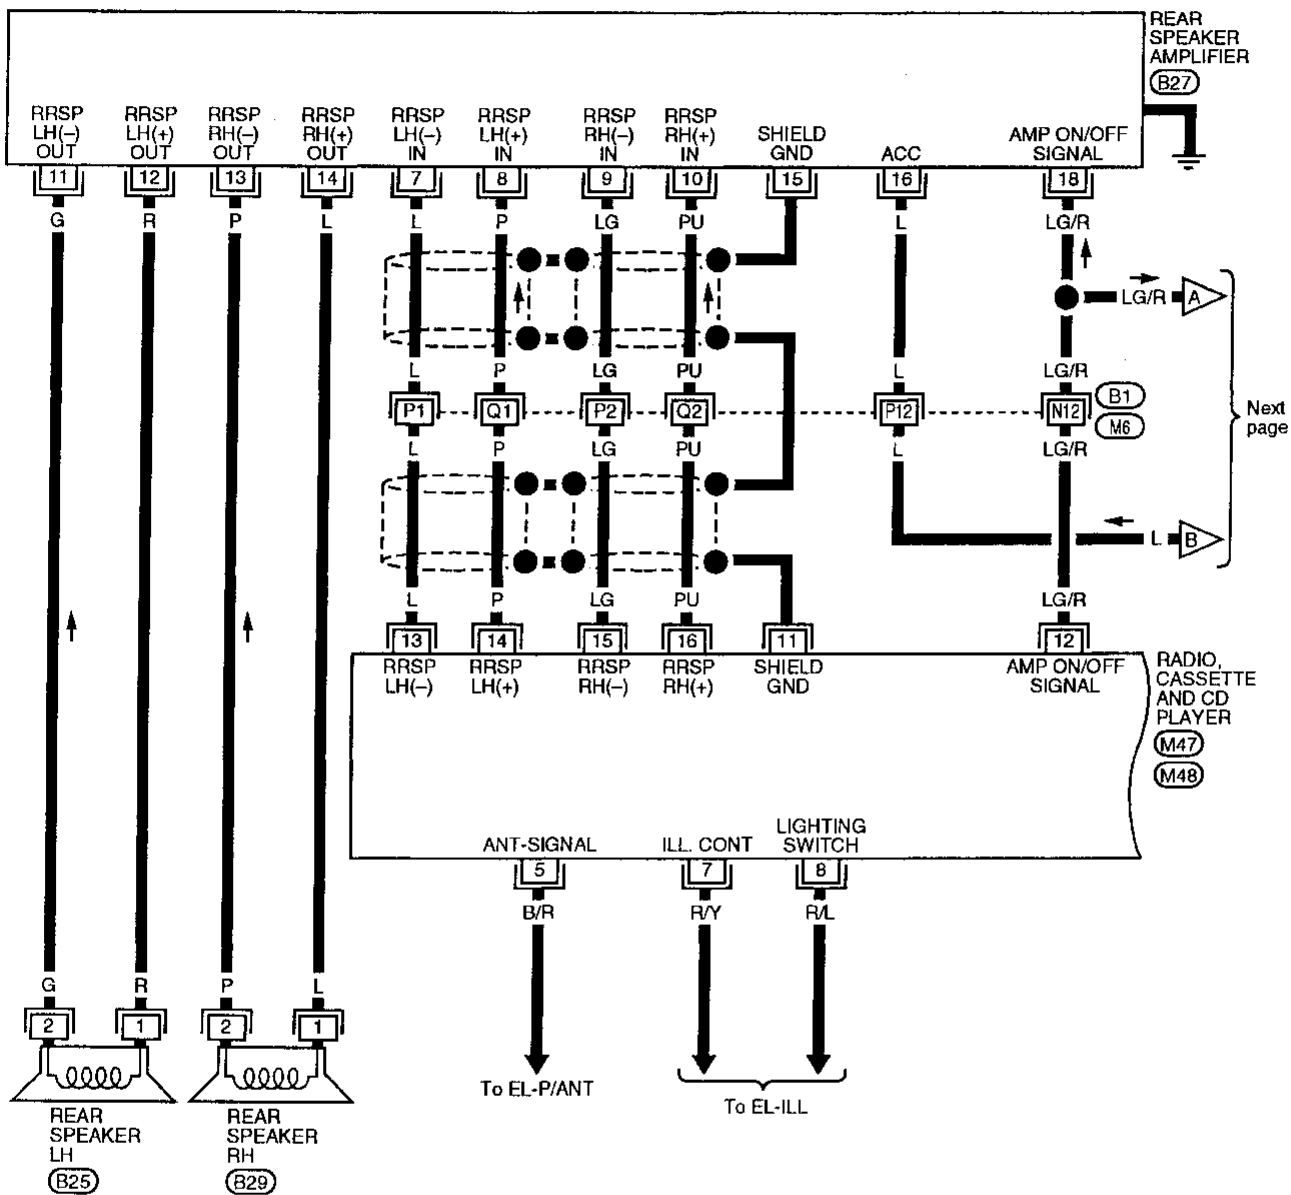 REAR
SPEAKER
AMPLIFIER
B27
RRSP LH(–) OUT
RRSP LH(+) OUT
RRSP RH(–) OUT
RRSP RH(+) OUT
RRSP LH(–) IN
RRSP LH(+) IN
RRSP RH(–) IN
RRSP RH(+) IN
SHIELD GND
ACC
AMP ON/OFF SIGNAL
11 12 13 14 7 8 9 10 15 16 18
G R P L L P LG PU L LG/R
LG/R A
L P LG PU L LG/R
P1 Q1 P2 Q2 P12 N12
B1
M6
Next
page
L P LG PU L LG/R
L B
L P LG PU LG/R
13 14 15 16 11 12
RRSP LH(–)
RRSP LH(+)
RRSP RH(–)
RRSP RH(+)
SHIELD GND
AMP ON/OFF SIGNAL
RADIO,
CASSETTE
AND CD
PLAYER
M47
M48
ANT-SIGNAL
ILL. CONT
LIGHTING SWITCH
5 7 8
B/R R/Y R/L
G R P L
2 1 2 1
To EL-P/ANT
To EL-ILL
REAR
SPEAKER
LH
B25
REAR
SPEAKER
RH
B29